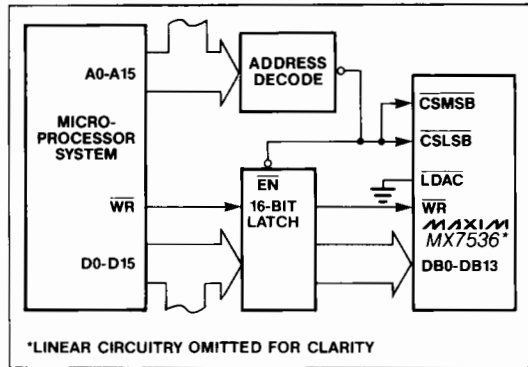 A0-A15
ADDRESS
DECODE
MICRO-
PROCESSOR
SYSTEM
CSMSB
CSLSB
EN
16-BIT
LATCH
LDAC
WR
WR
MAXIM
MX7536*
D0-D15
DB0-DB13
*LINEAR CIRCUITRY OMITTED FOR CLARITY